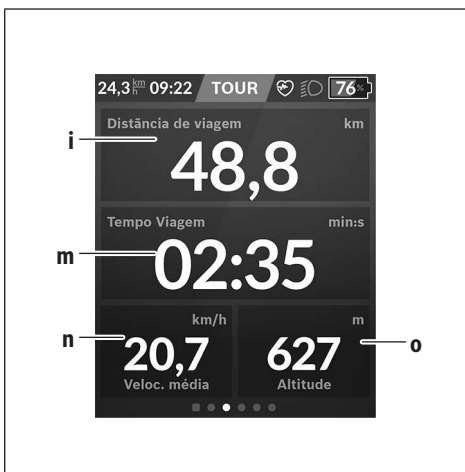 24,3 km/h 09:22 TOUR 76%
Distância de viagem km
i
48,8
Tempo Viagem min:s
m
02:35
km/h m
n
20,7 627
o
Veloc. média Altitude